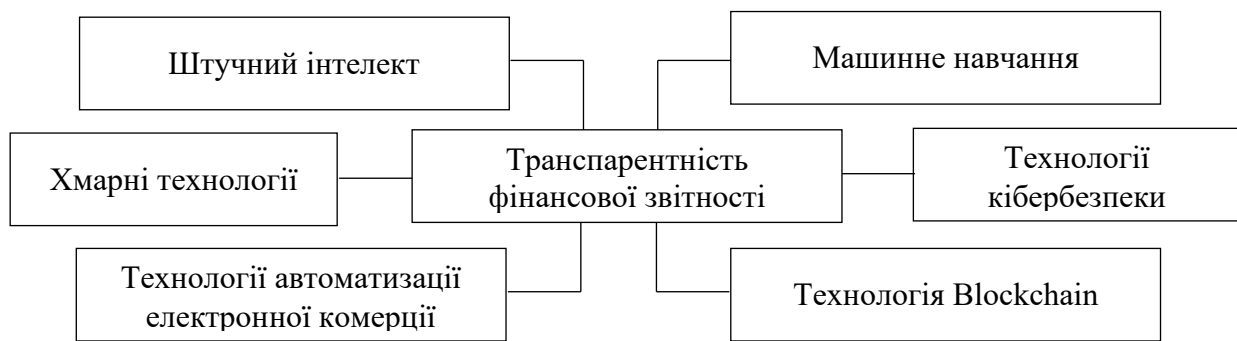 Штучний інтелект
Машинне навчання
Хмарні технології
Транспарентність
фінансової звітності
Технології
кібербезпеки
Технології автоматизації
електронної комерції
Технологія Blockchain